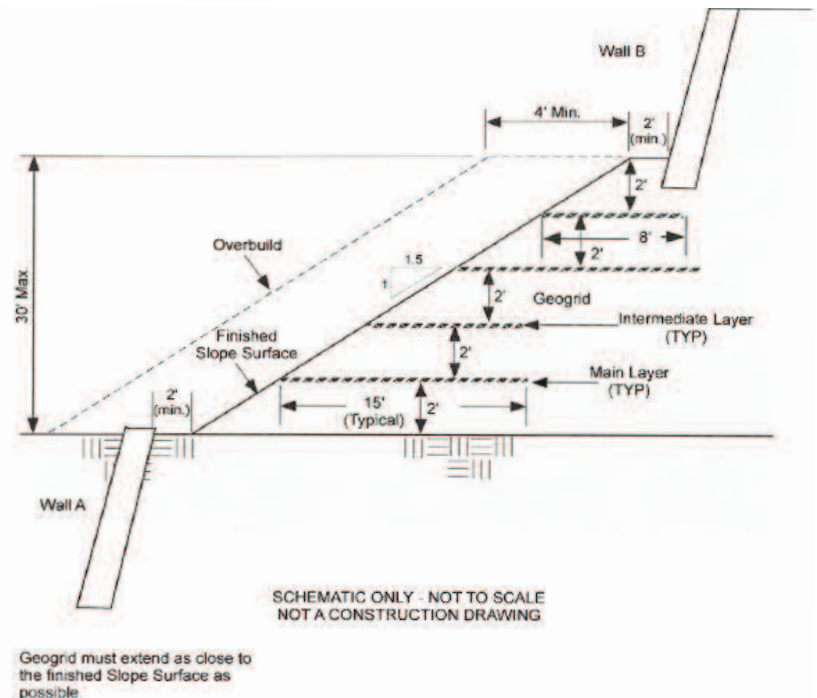 Wall B
4' Min.
2'
(min.)
2'
8'
2'
Overbuild
1.5
1
2'
Geogrid
Intermediate Layer
(TYP)
30' Max
Finished
Slope Surface
2'
Main Layer
(TYP)
2'
(min.)
15'
(Typical)
2'
Wall A
SCHEMATIC ONLY - NOT TO SCALE
NOT A CONSTRUCTION DRAWING
Geogrid must extend as close to
the finished Slope Surface as
possible